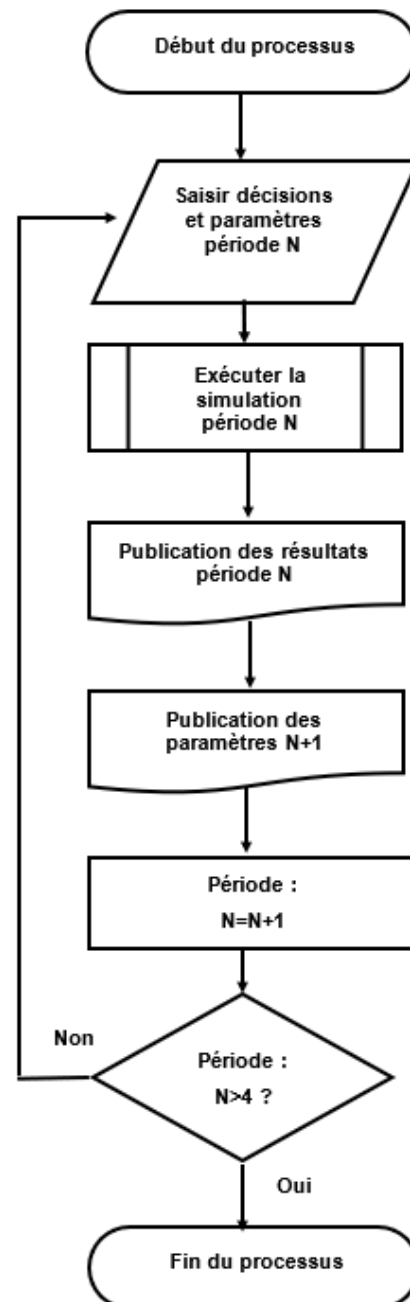 Début du processus
Saisir décisions
et paramètres
période N
Exécuter la
simulation
période N
Publication des résultats
période N
Publication des
paramètres N+1
Période :
N=N+1
Non
Période :
N>4 ?
Oui
Fin du processus